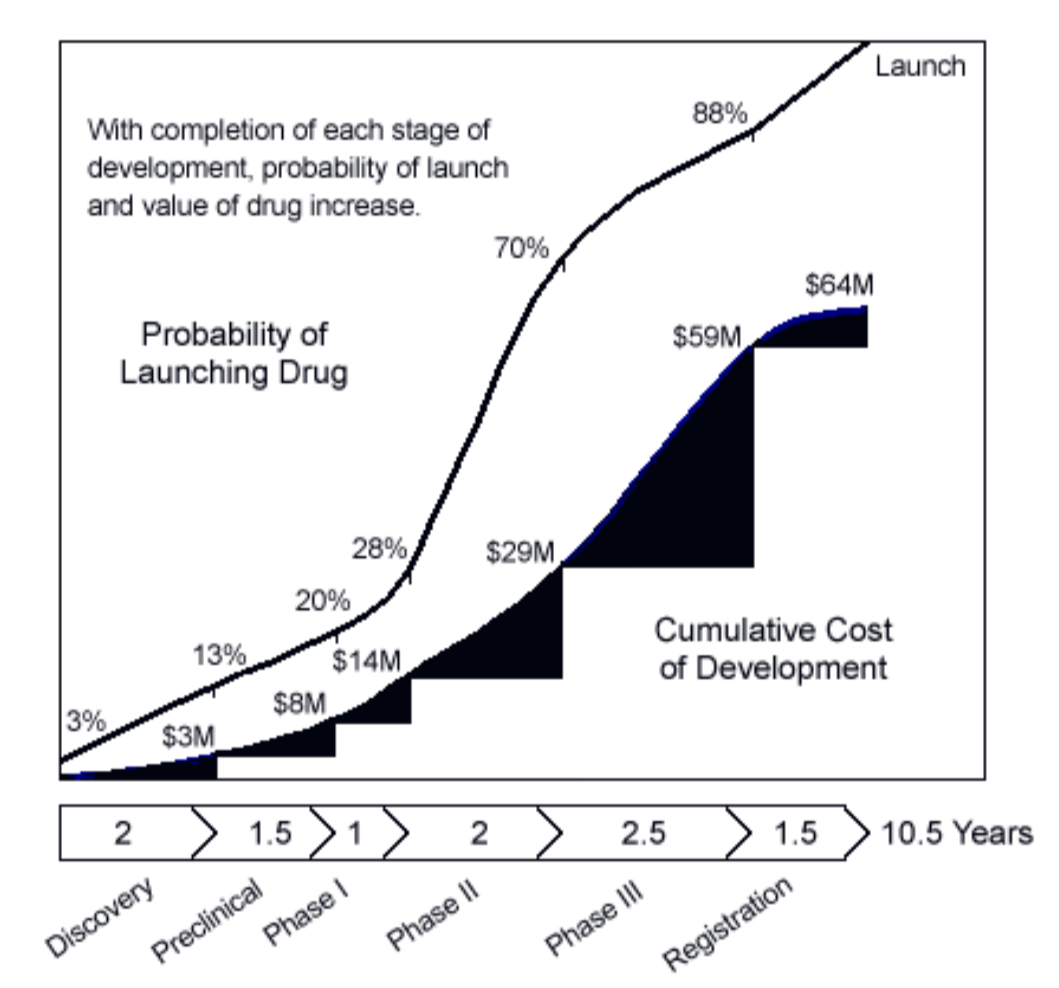 Launch
88%
With completion of each stage of
development, probability of launch
and value of drug increase.
70%
$64M
Probability of
Launching Drug
$59M
28%
$29M
20%
Cumulative Cost
of Development
13%
$14M
$8M
3%
$3M
2 1.5 1 2 2.5 1.5 10.5 Years
Discovery
Preclinical
Phase I
Phase II
Phase III
Registration